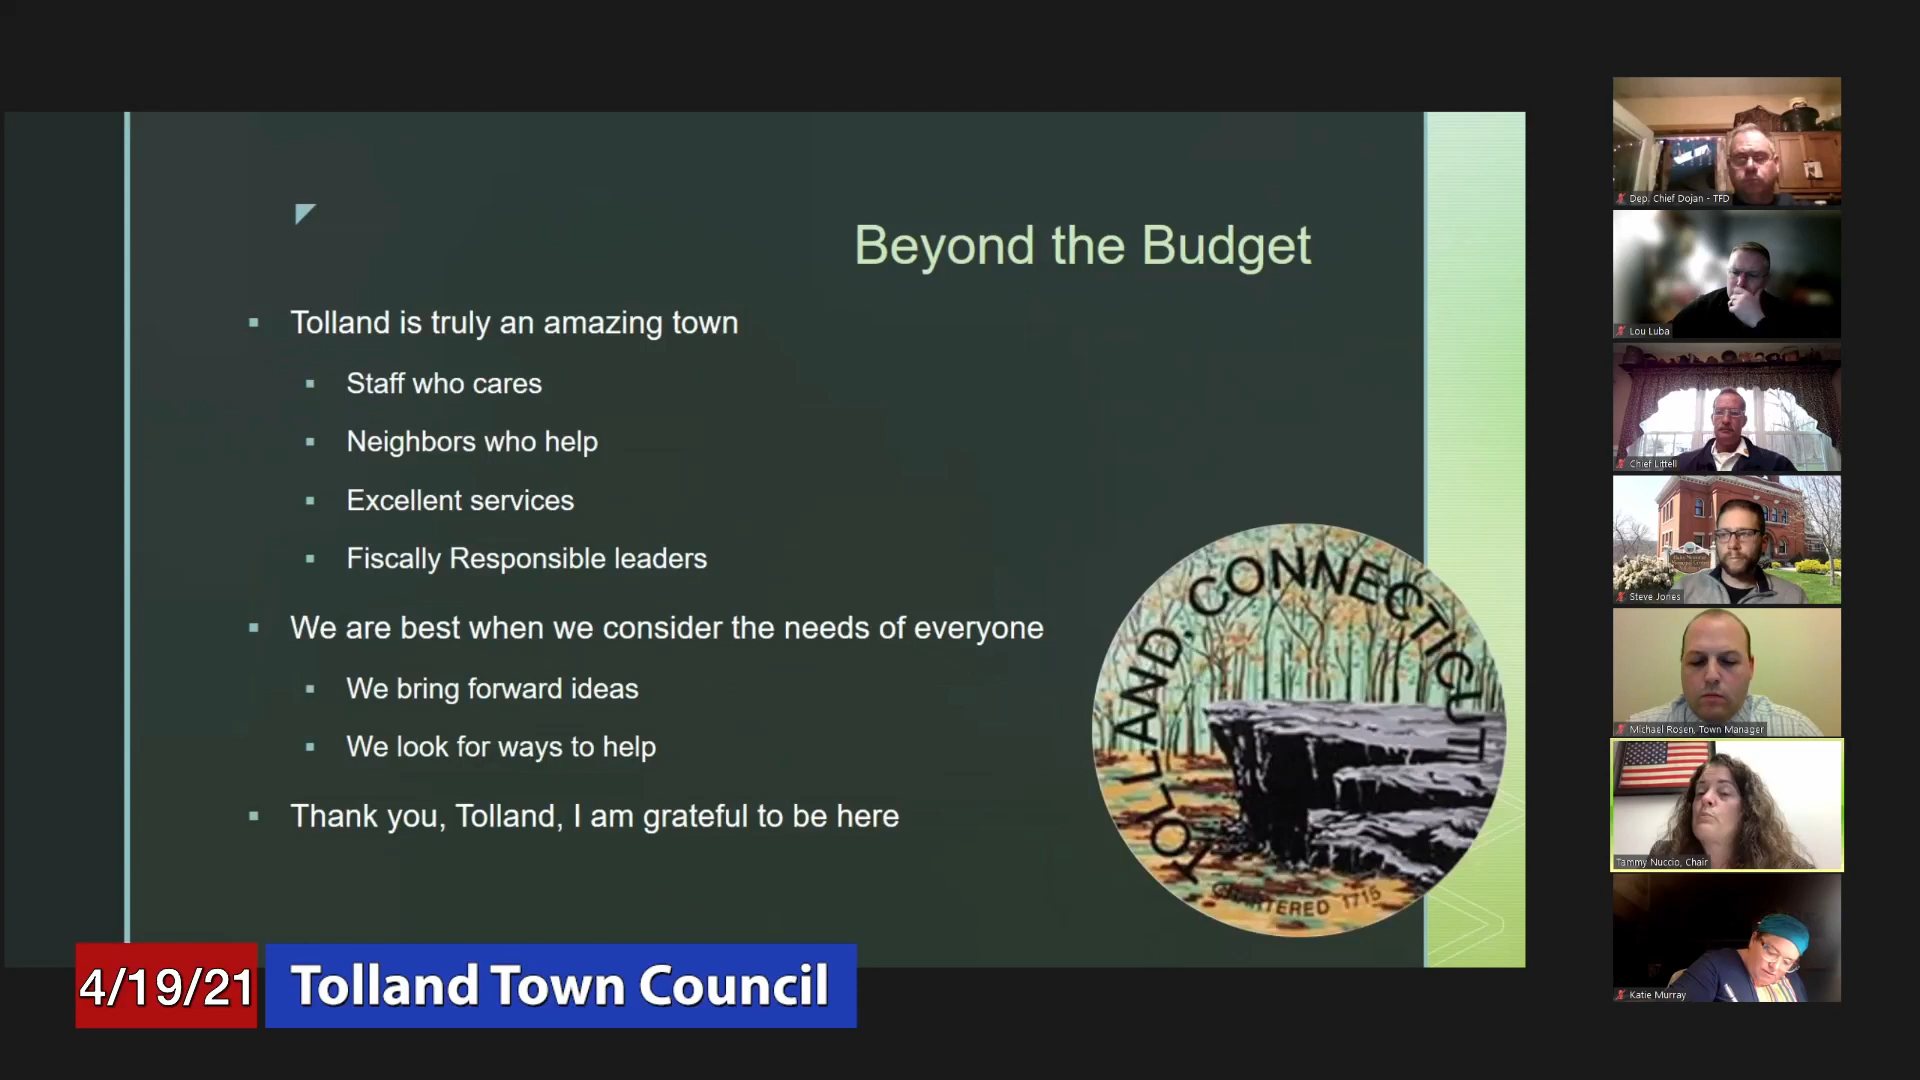 Beyond the Budget
Tolland is truly an amazing town
Staff who cares
Neighbors who help
Excellent services
Fiscally Responsible leaders
We are best when we consider the needs of everyone
We bring forward ideas
We look for ways to help
Thank you, Tolland, I am grateful to be here
TOLLAND, CONNECTICUT
CHARTERED 1715
4/19/21
Tolland Town Council
Dep. Chief Dojan - TFD
Lou Luba
Chief Littell
Steve Jones
Michael Rosen, Town Manager
Tammy Nuccio, Chair
Katie Murray